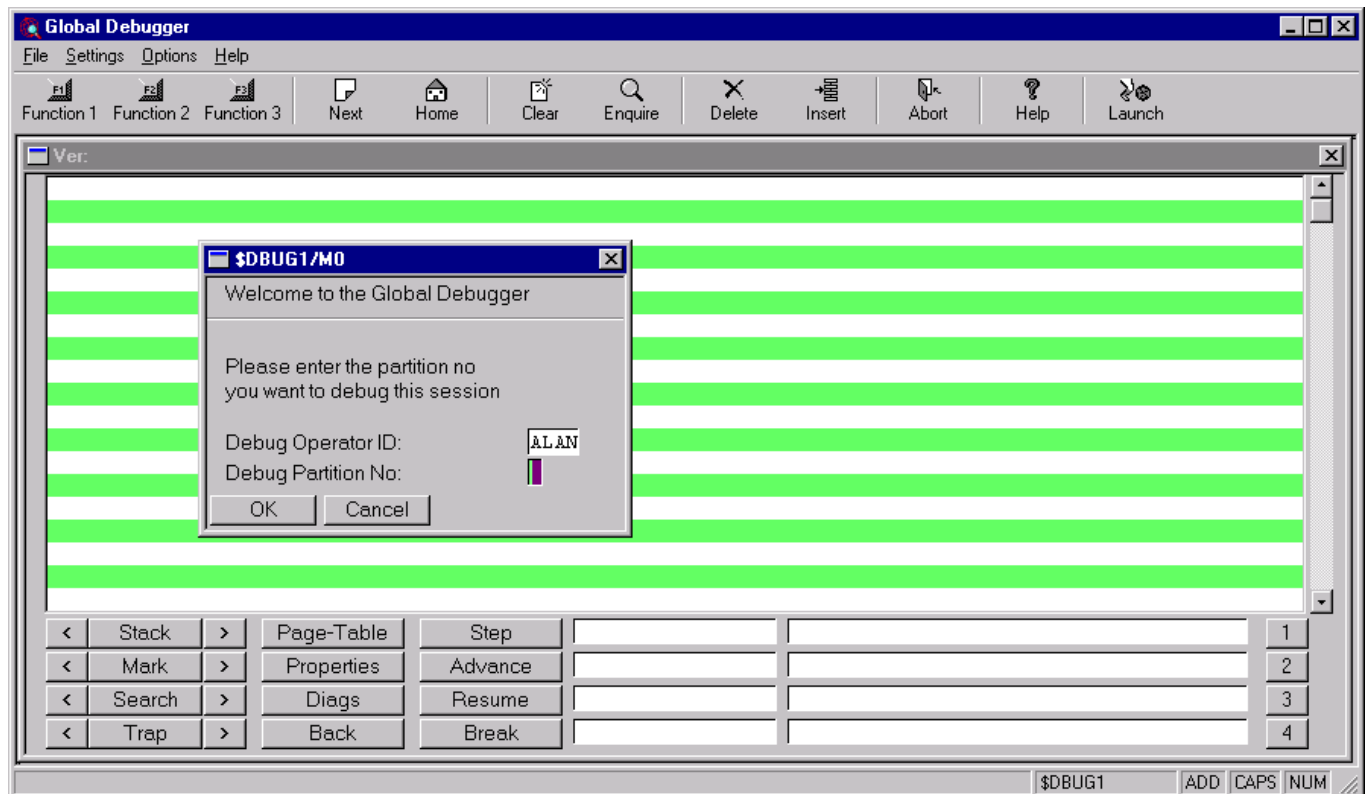 Global Debugger
File Settings Options Help
F1 F2 F3
Function 1 Function 2 Function 3 Next Home Clear Enquire Delete Insert Abort Help Launch
Ver:
$DBUG1/M0
Welcome to the Global Debugger
Please enter the partition no
you want to debug this session
Debug Operator ID: ALAN
Debug Partition No:
OK Cancel
< Stack > Page-Table Step 1
< Mark > Properties Advance 2
< Search > Diags Resume 3
< Trap > Back Break 4
$DBUG1 ADD CAPS NUM